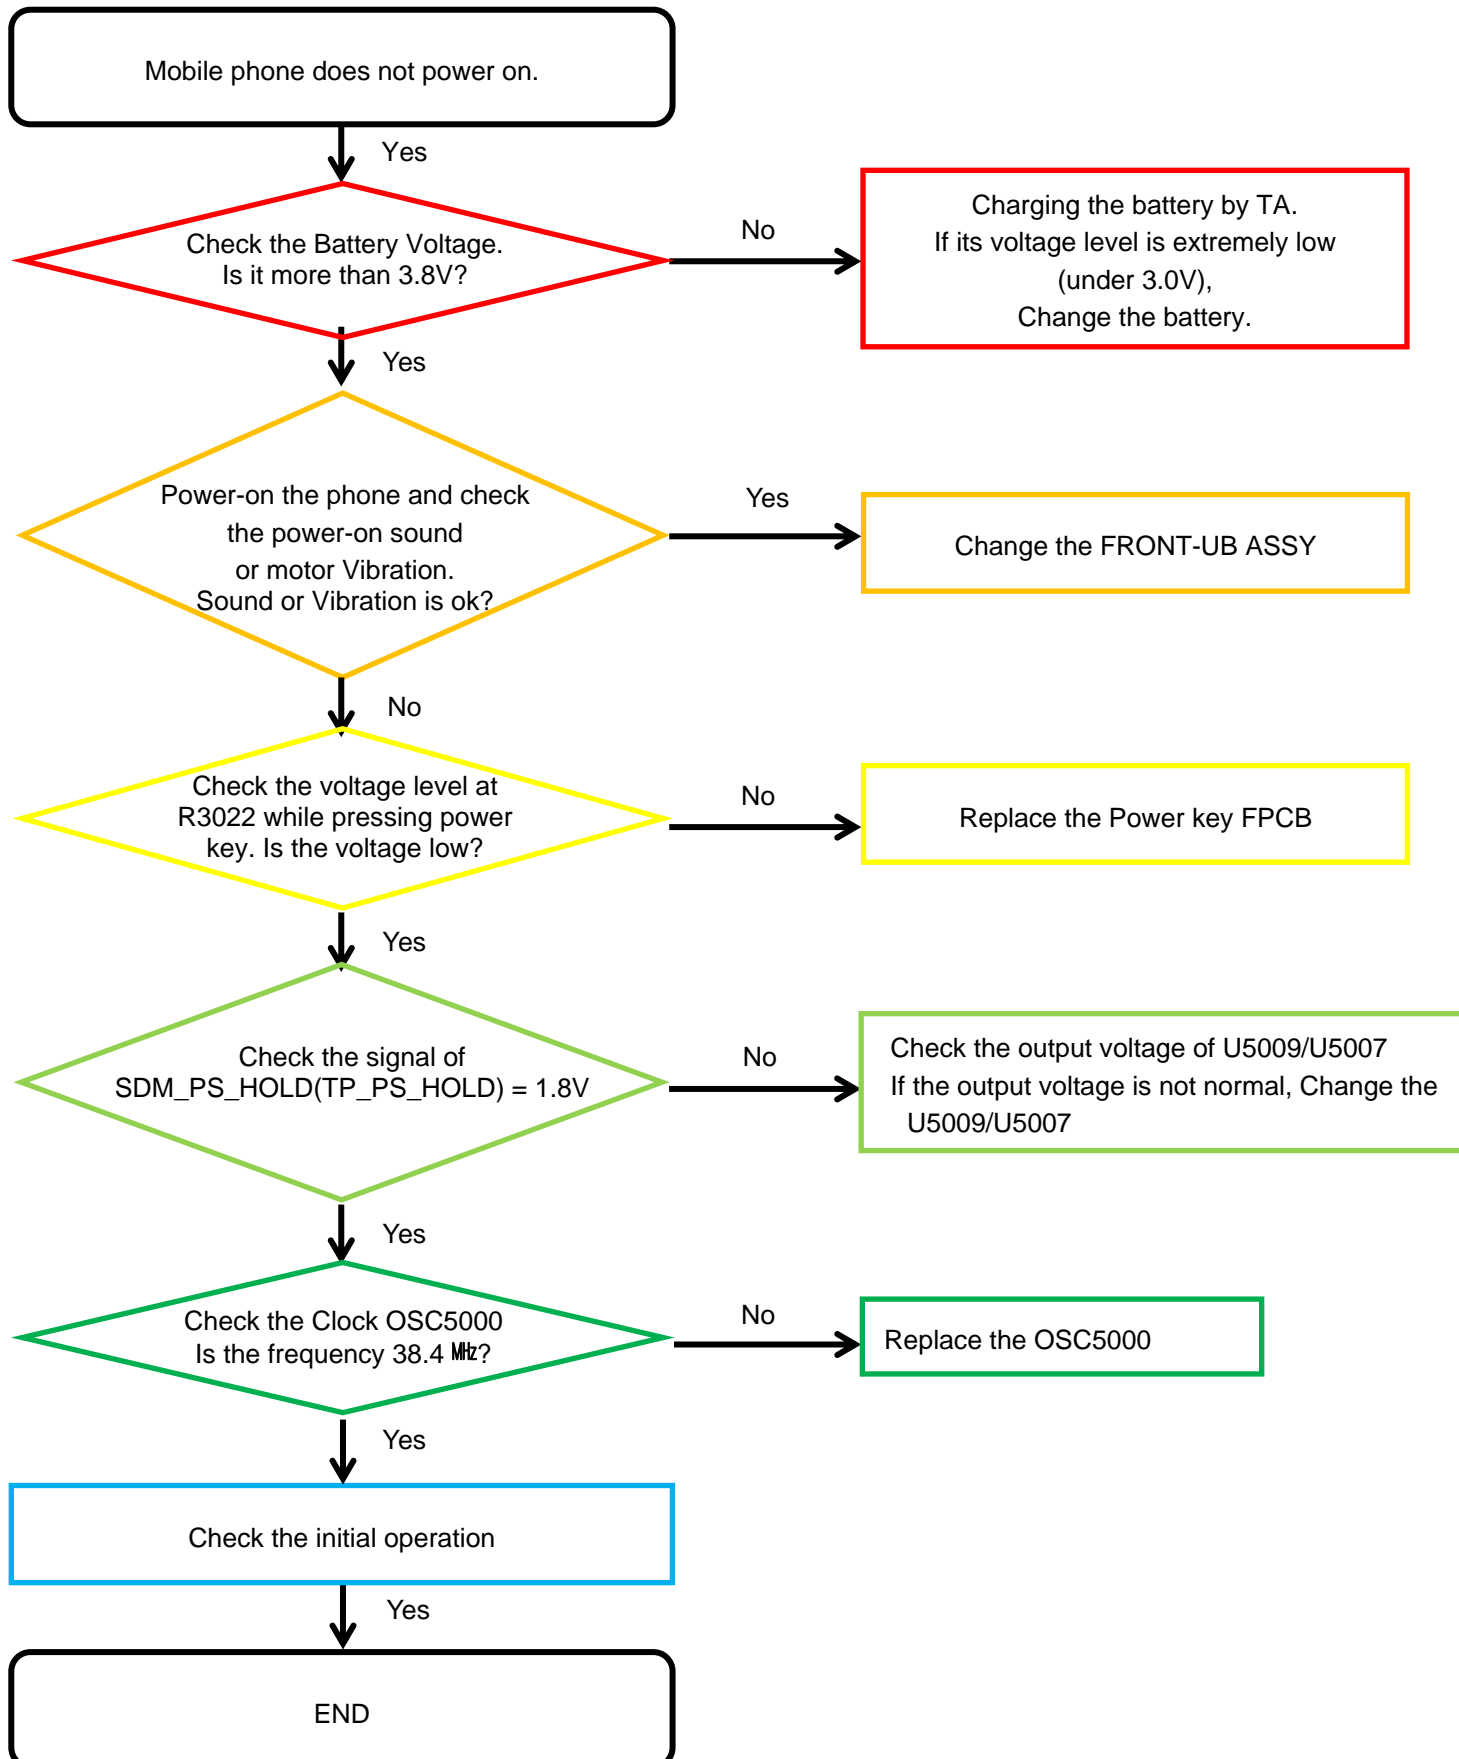 Mobile phone does not power on.
Yes
Check the Battery Voltage.
Is it more than 3.8V?
No
Charging the battery by TA.
If its voltage level is extremely low
(under 3.0V),
Change the battery.
Yes
Power-on the phone and check
the power-on sound
or motor Vibration.
Sound or Vibration is ok?
Yes
Change the FRONT-UB ASSY
No
Check the voltage level at
R3022 while pressing power
key. Is the voltage low?
No
Replace the Power key FPCB
Yes
Check the signal of
SDM_PS_HOLD(TP_PS_HOLD) = 1.8V
No
Check the output voltage of U5009/U5007
If the output voltage is not normal, Change the
U5009/U5007
Yes
Check the Clock OSC5000
Is the frequency 38.4 ㎒?
No
Replace the OSC5000
Yes
Check the initial operation
Yes
END